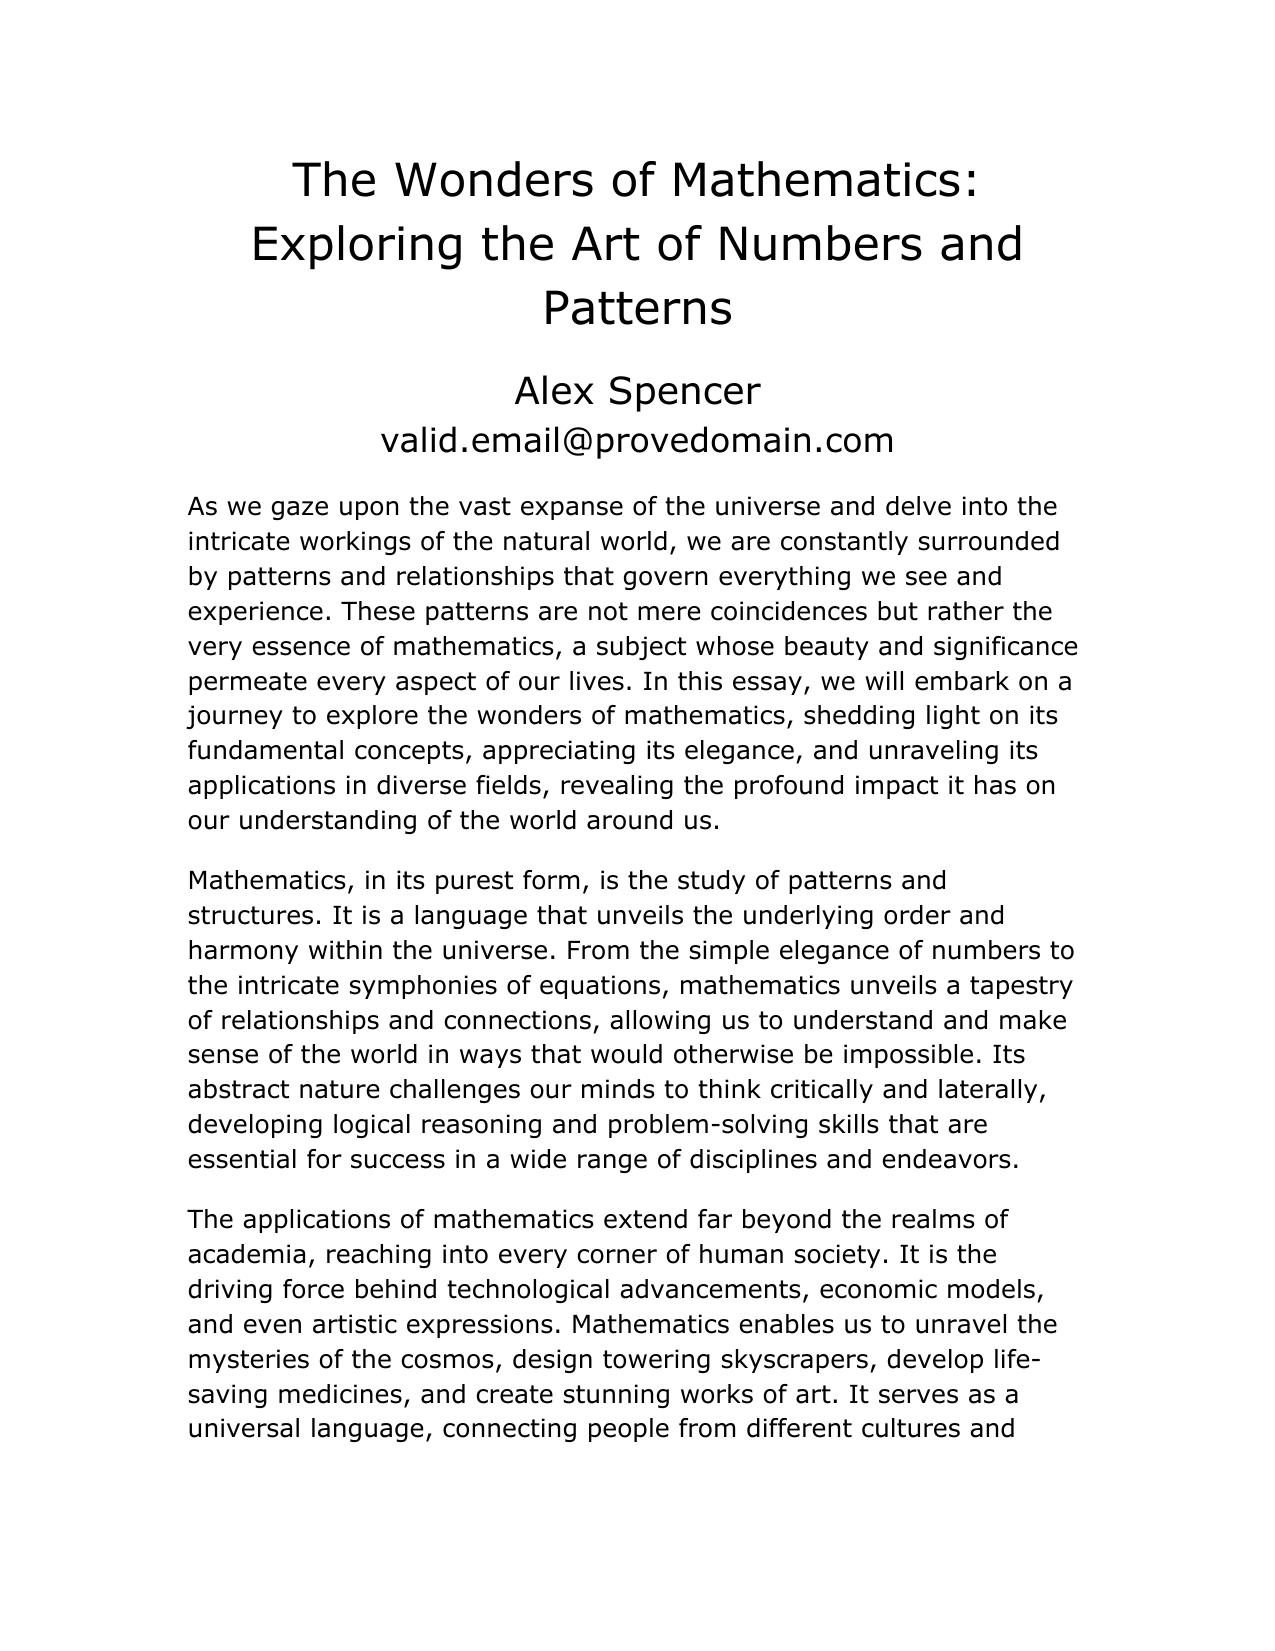 The Wonders of Mathematics:
Exploring the Art of Numbers and
Patterns
Alex Spencer
valid.email@provedomain.com
As we gaze upon the vast expanse of the universe and delve into the
intricate workings of the natural world, we are constantly surrounded
by patterns and relationships that govern everything we see and
experience. These patterns are not mere coincidences but rather the
very essence of mathematics, a subject whose beauty and significance
permeate every aspect of our lives. In this essay, we will embark on a
journey to explore the wonders of mathematics, shedding light on its
fundamental concepts, appreciating its elegance, and unraveling its
applications in diverse fields, revealing the profound impact it has on
our understanding of the world around us.
Mathematics, in its purest form, is the study of patterns and
structures. It is a language that unveils the underlying order and
harmony within the universe. From the simple elegance of numbers to
the intricate symphonies of equations, mathematics unveils a tapestry
of relationships and connections, allowing us to understand and make
sense of the world in ways that would otherwise be impossible. Its
abstract nature challenges our minds to think critically and laterally,
developing logical reasoning and problem-solving skills that are
essential for success in a wide range of disciplines and endeavors.
The applications of mathematics extend far beyond the realms of
academia, reaching into every corner of human society. It is the
driving force behind technological advancements, economic models,
and even artistic expressions. Mathematics enables us to unravel the
mysteries of the cosmos, design towering skyscrapers, develop life-
saving medicines, and create stunning works of art. It serves as a
universal language, connecting people from different cultures and